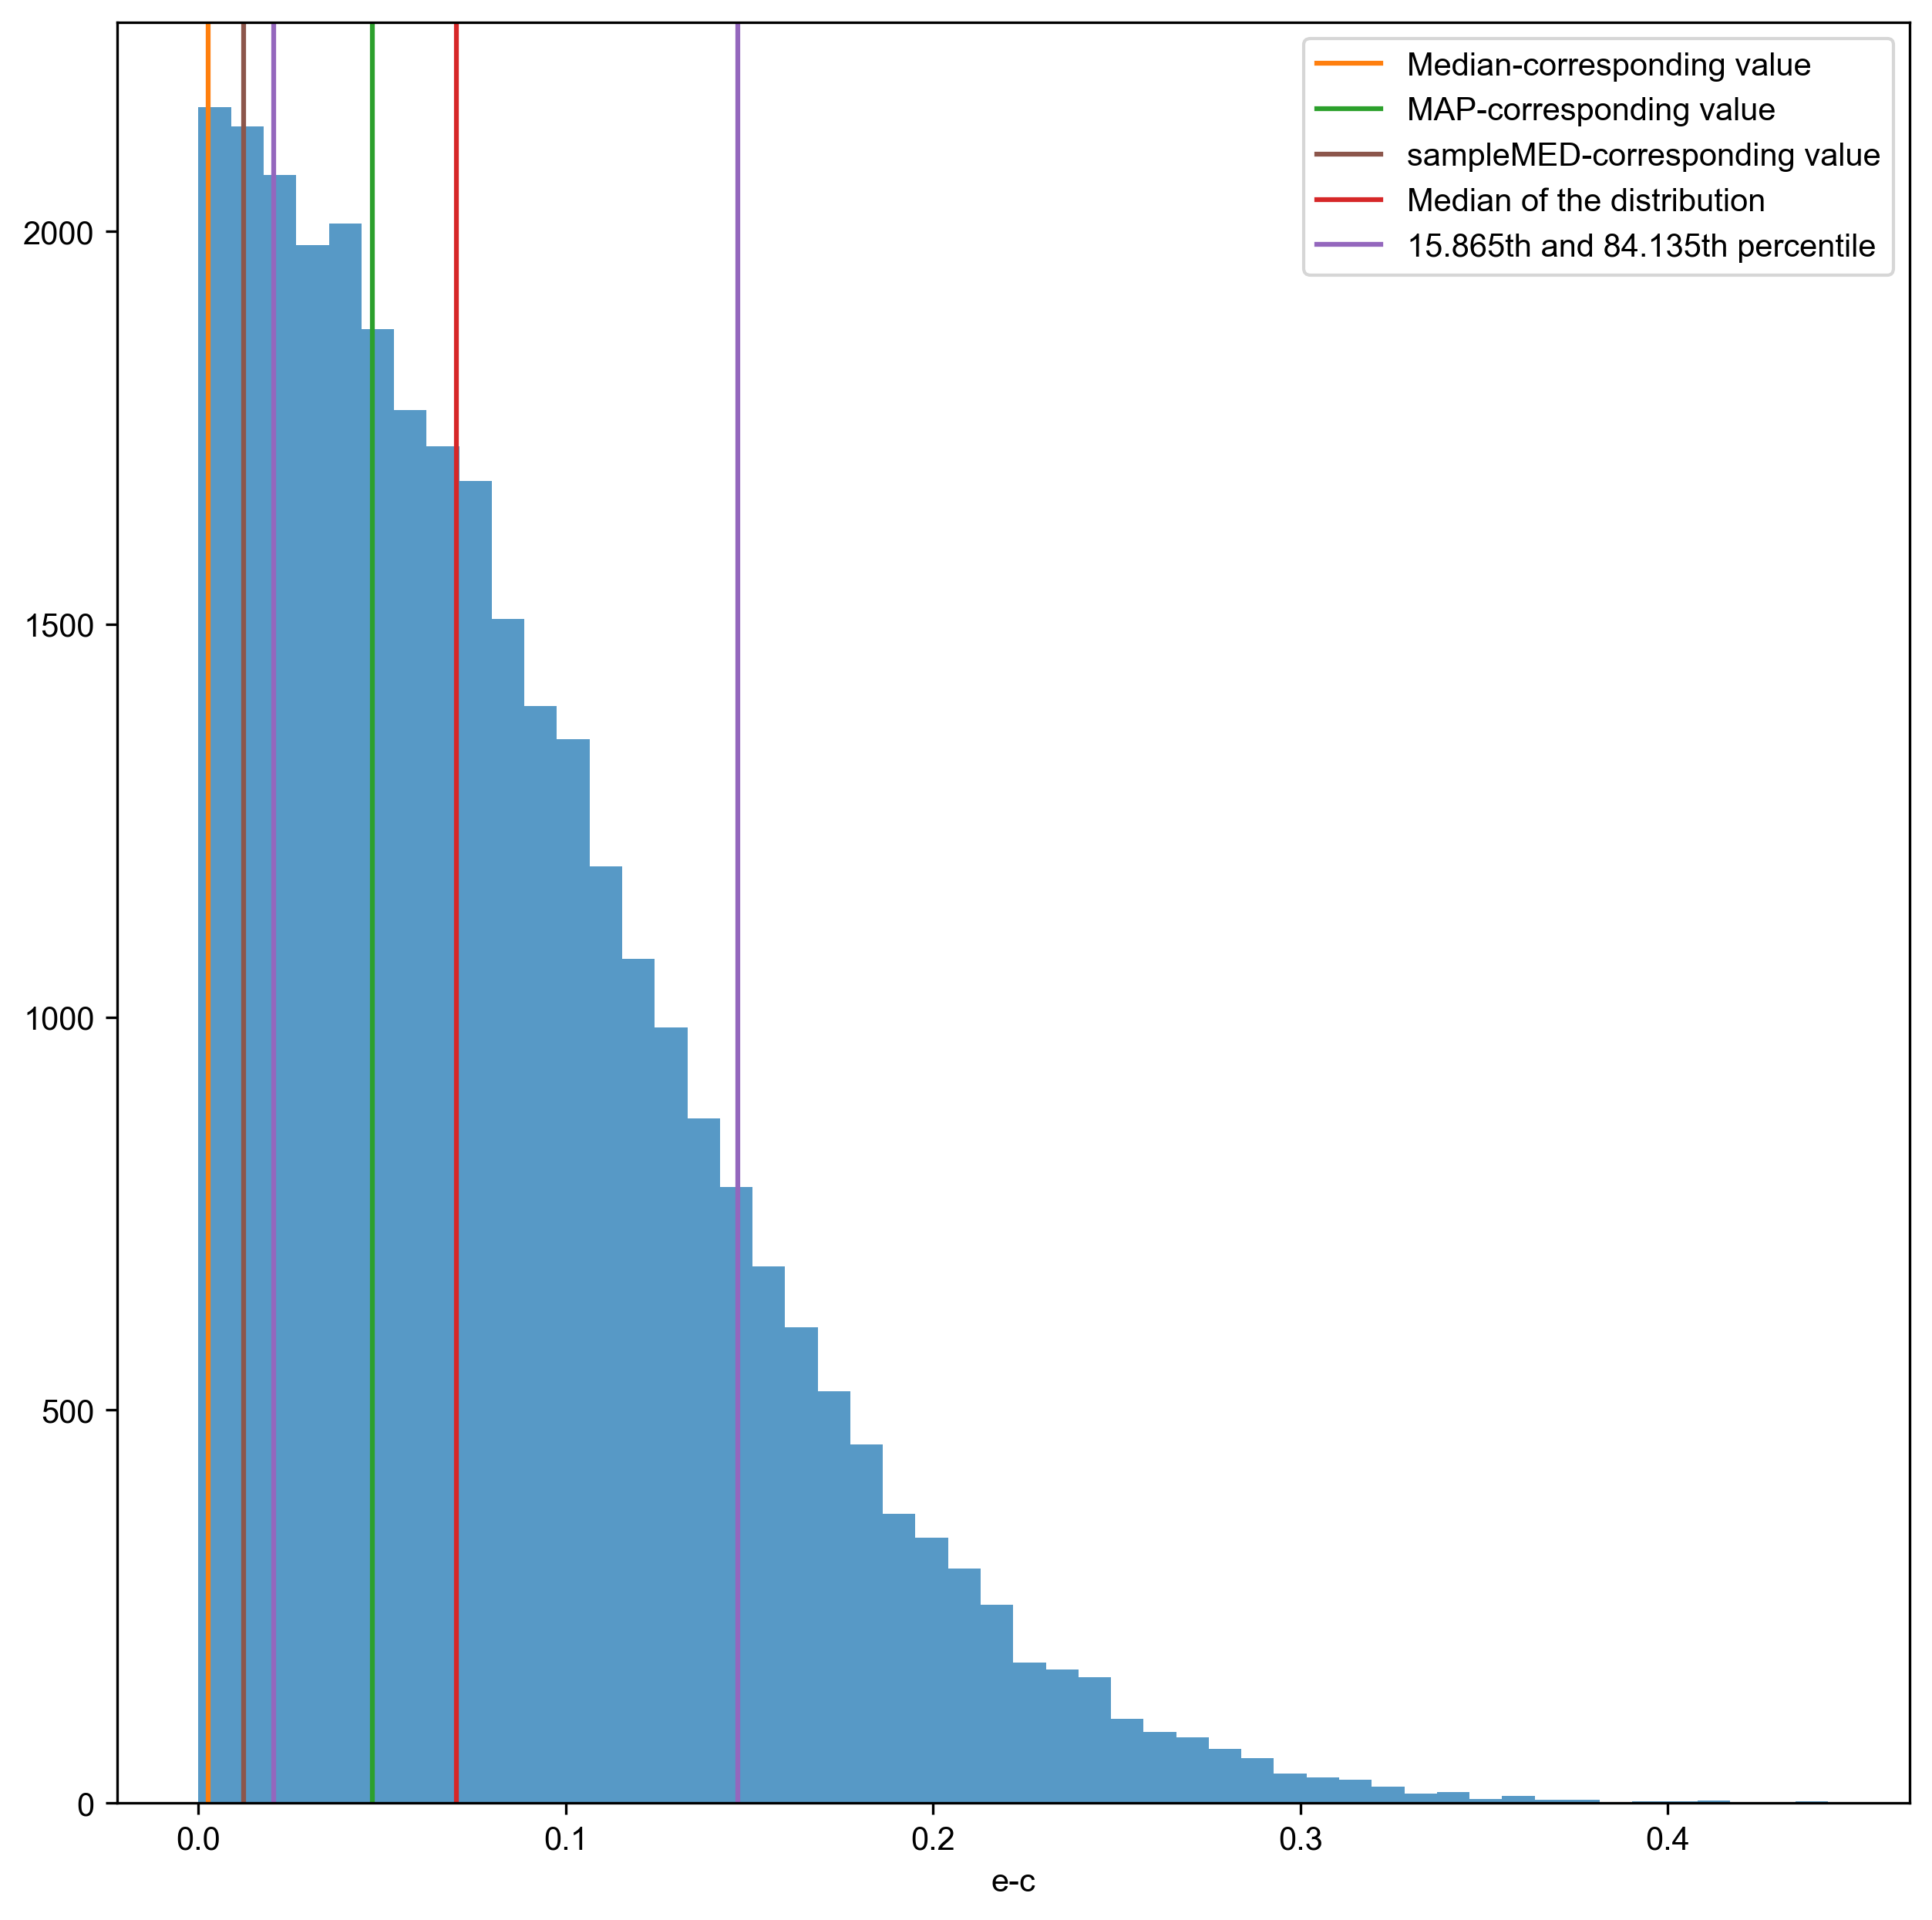 Median-corresponding value
MAP-corresponding value
sampleMED-corresponding value
Median of the distribution
15.865th and 84.135th percentile
2000
1500
1000
500
0
0.0 0.1 0.2 0.3 0.4
e-c